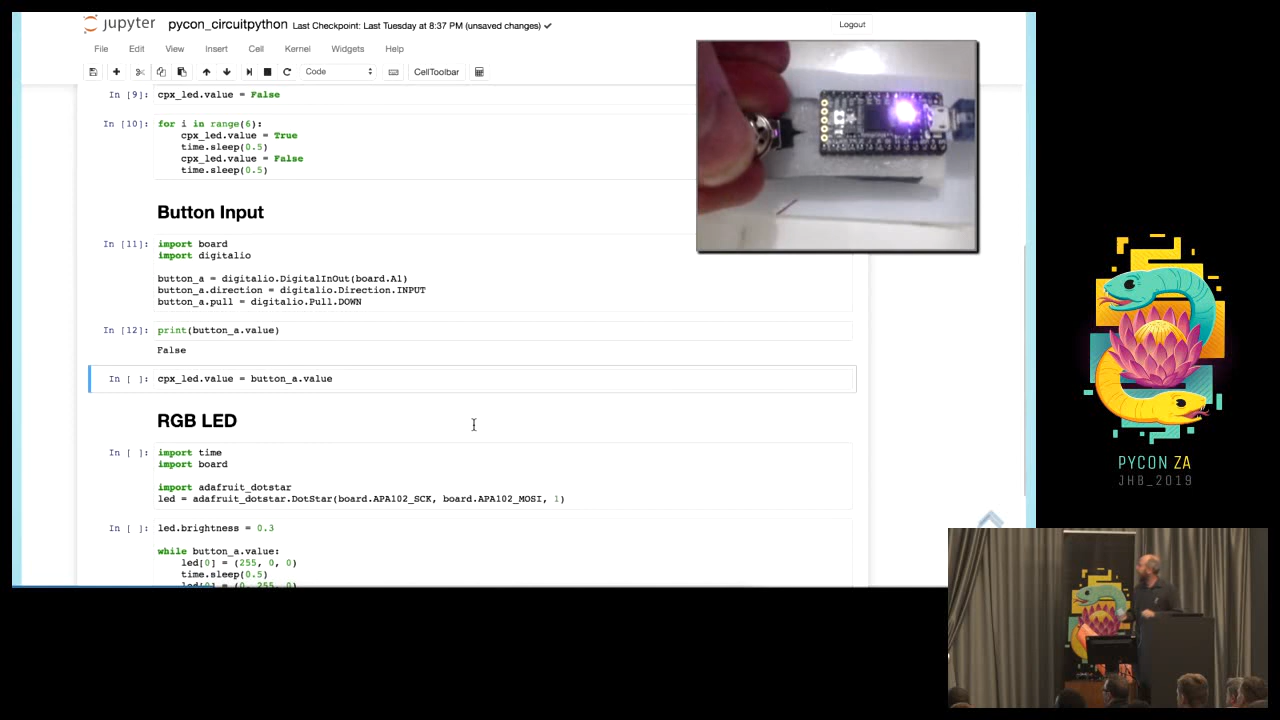 jupyter pycon_circuitpython Last Checkpoint: Last Tuesday at 8:37 PM (unsaved changes)
Logout
File Edit View Insert Cell Kernel Widgets Help
Code CellToolbar
In [9]: cpx_led.value = False
In [10]: for i in range(6):
cpx_led.value = True
time.sleep(0.5)
cpx_led.value = False
time.sleep(0.5)
Button Input
In [11]: import board
import digitalio
button_a = digitalio.DigitalInOut(board.A1)
button_a.direction = digitalio.Direction.INPUT
button_a.pull = digitalio.Pull.DOWN
In [12]: print(button_a.value)
False
In [ ]: cpx_led.value = button_a.value
RGB LED
In [ ]: import time
import board
import adafruit_dotstar
led = adafruit_dotstar.DotStar(board.APA102_SCK, board.APA102_MOSI, 1)
In [ ]: led.brightness = 0.3
while button_a.value:
led[0] = (255, 0, 0)
time.sleep(0.5)
led[0] = (0, 255, 0)
PYCON ZA
JHB_2019